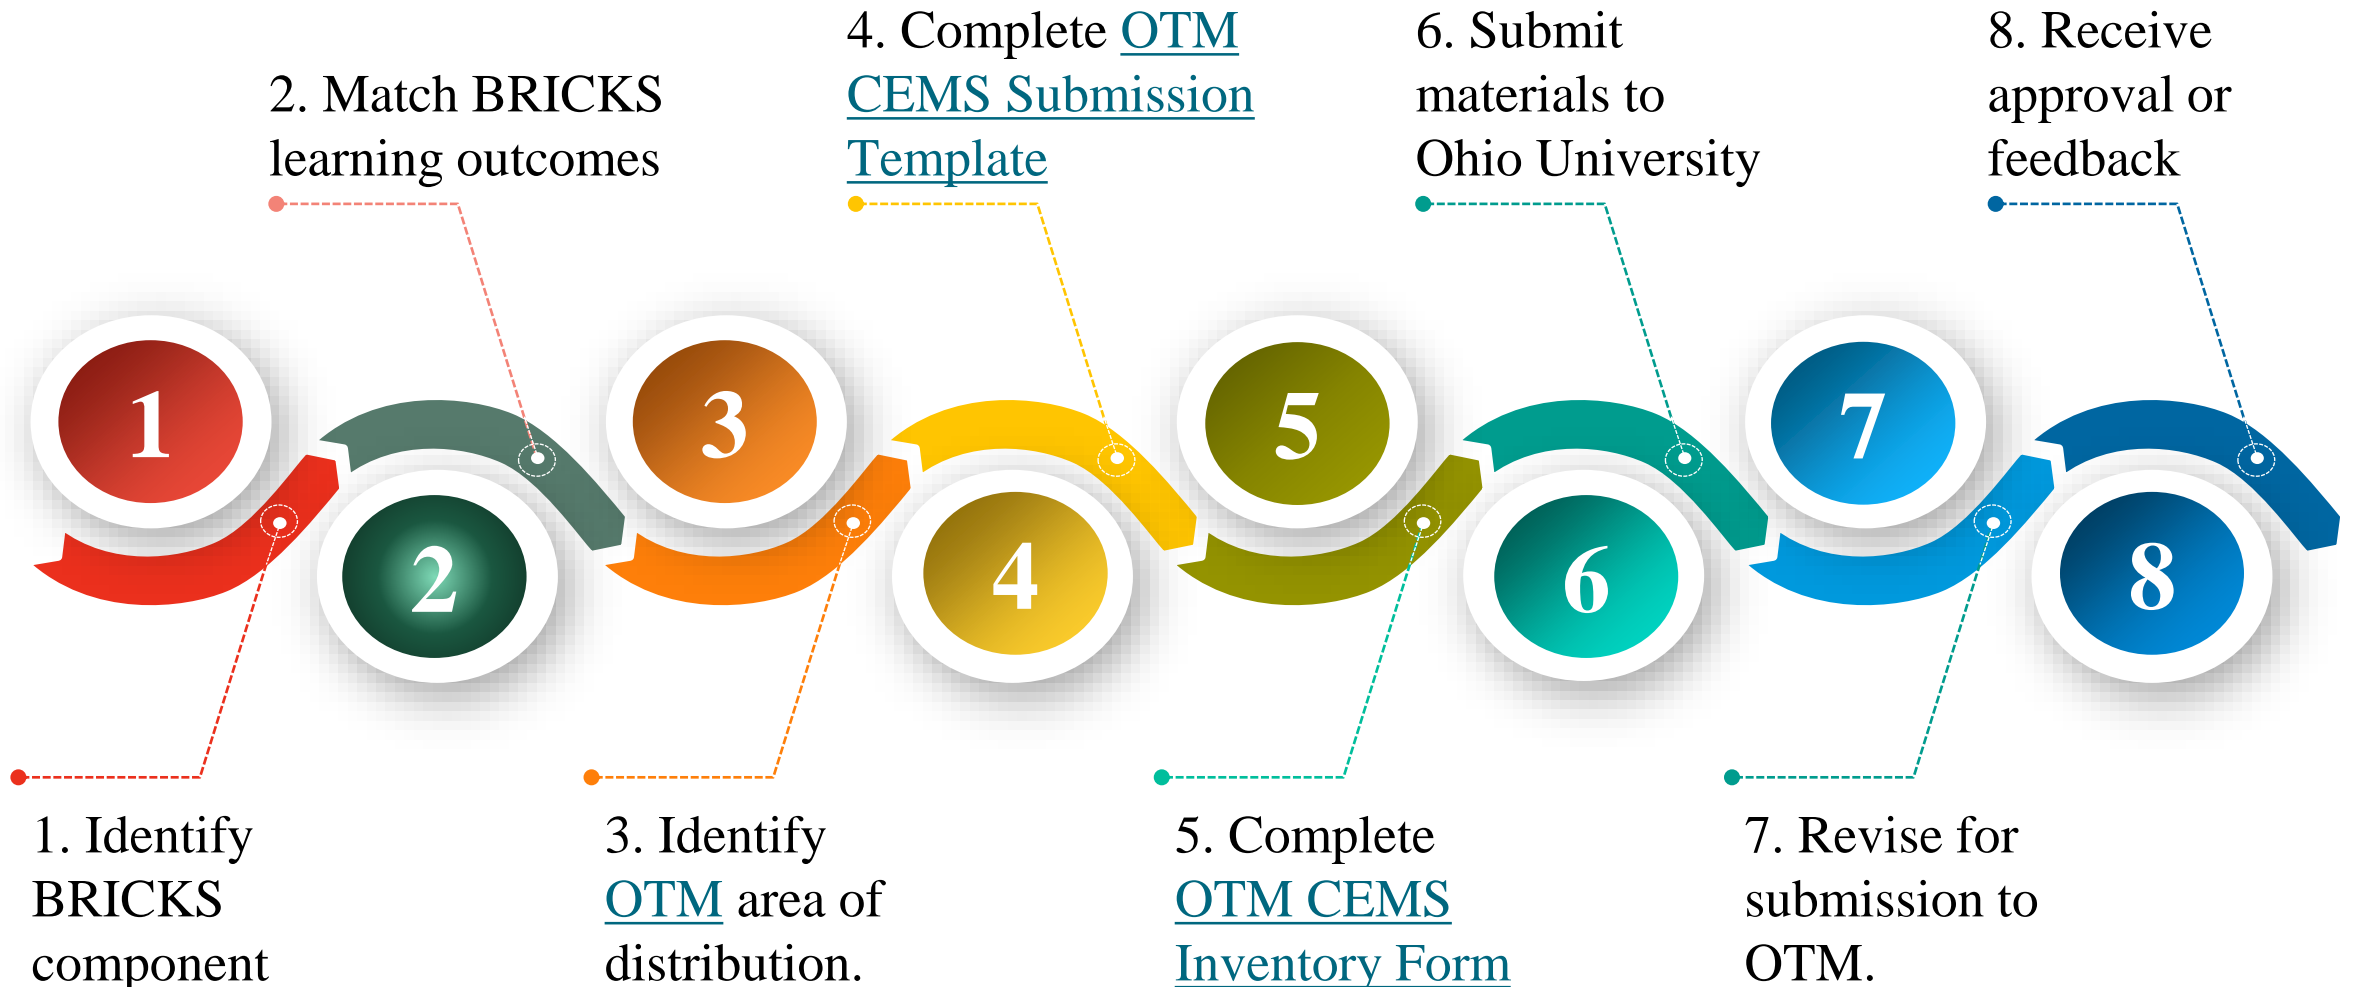 1. Identify
BRICKS
component
2. Match BRICKS
learning outcomes
3. Identify
OTM area of
distribution.
4. Complete OTM
CEMS Submission
Template
5. Complete
OTM CEMS
Inventory Form
6. Submit
materials to
Ohio University
7. Revise for
submission to
OTM.
8. Receive
approval or
feedback
1
2
3
4
5
6
7
8